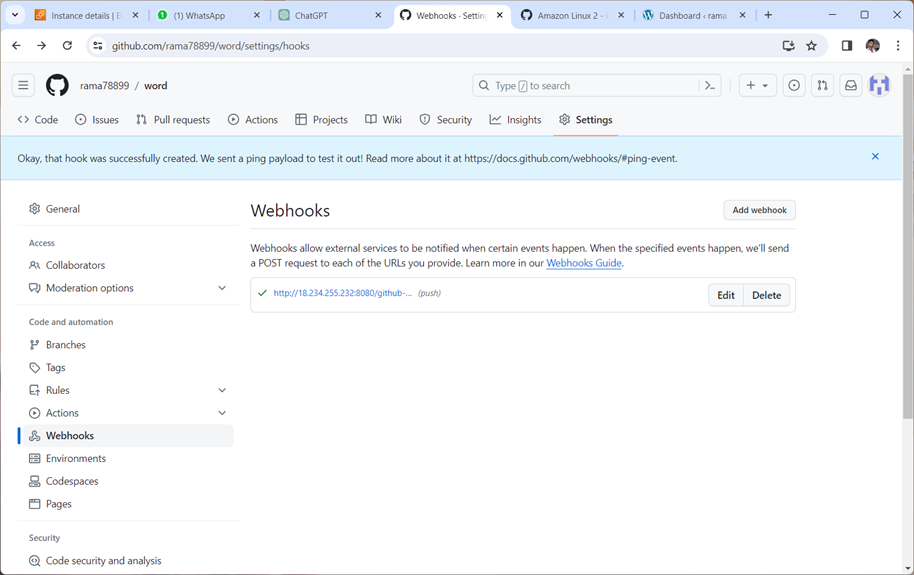 Instance details | E
(1) WhatsApp
ChatGPT
Webhooks · Settin
Amazon Linux 2 -
Dashboard ‹ rama
github.com/rama78899/word/settings/hooks
rama78899 / word
Type / to search
Code
Issues
Pull requests
Actions
Projects
Wiki
Security
Insights
Settings
Okay, that hook was successfully created. We sent a ping payload to test it out! Read more about it at https://docs.github.com/webhooks/#ping-event.
General
Access
Collaborators
Moderation options
Code and automation
Branches
Tags
Rules
Actions
Webhooks
Environments
Codespaces
Pages
Security
Code security and analysis
Webhooks
Add webhook
Webhooks allow external services to be notified when certain events happen. When the specified events happen, we'll send
a POST request to each of the URLs you provide. Learn more in our Webhooks Guide.
http://18.234.255.232:8080/github-... (push)
Edit
Delete